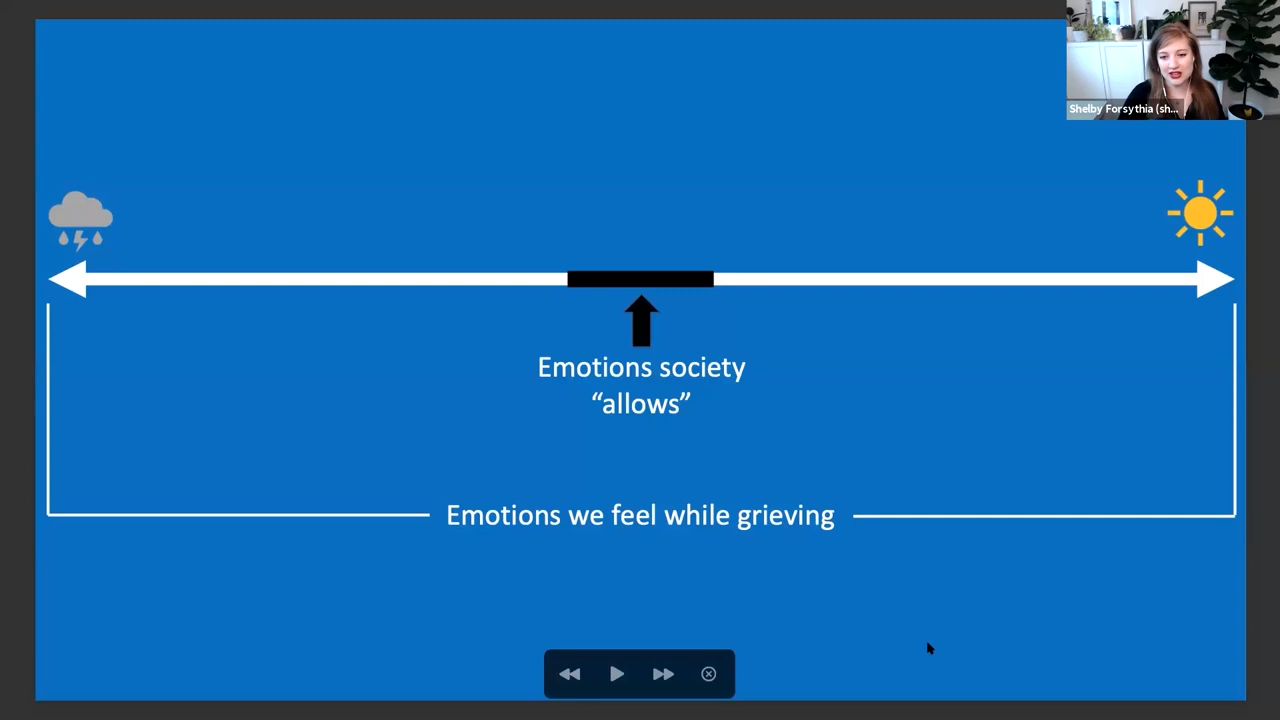 Shelby Forsythia (sh...
Emotions society
“allows”
Emotions we feel while grieving